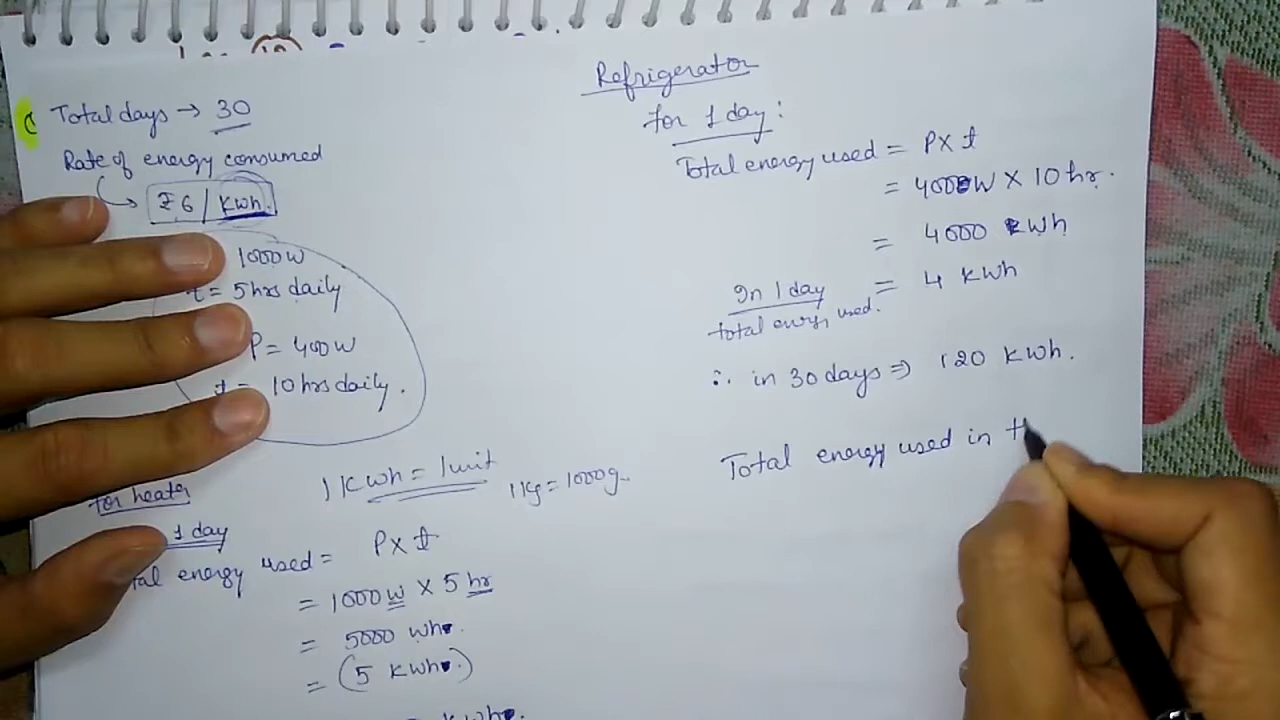 Total days → 30
Rate of energy consumed
₹6 / kwh.
1000 W
t = 5 hrs daily
P = 400 W
t = 10 hrs daily.
1 kwh = 1 unit
1 kg = 1000g
for heater
1 day
energy used = P x t
= 1000 W x 5 hr
= 5000 wh.
= (5 kwh.)
kwh.
Refrigerator
for 1 day:
Total energy used = P x t
= 400W x 10 hr.
= 4000 wh
In 1 day = 4 kwh
total energy used.
∴ in 30 days ⇒ 120 kwh.
Total energy used in